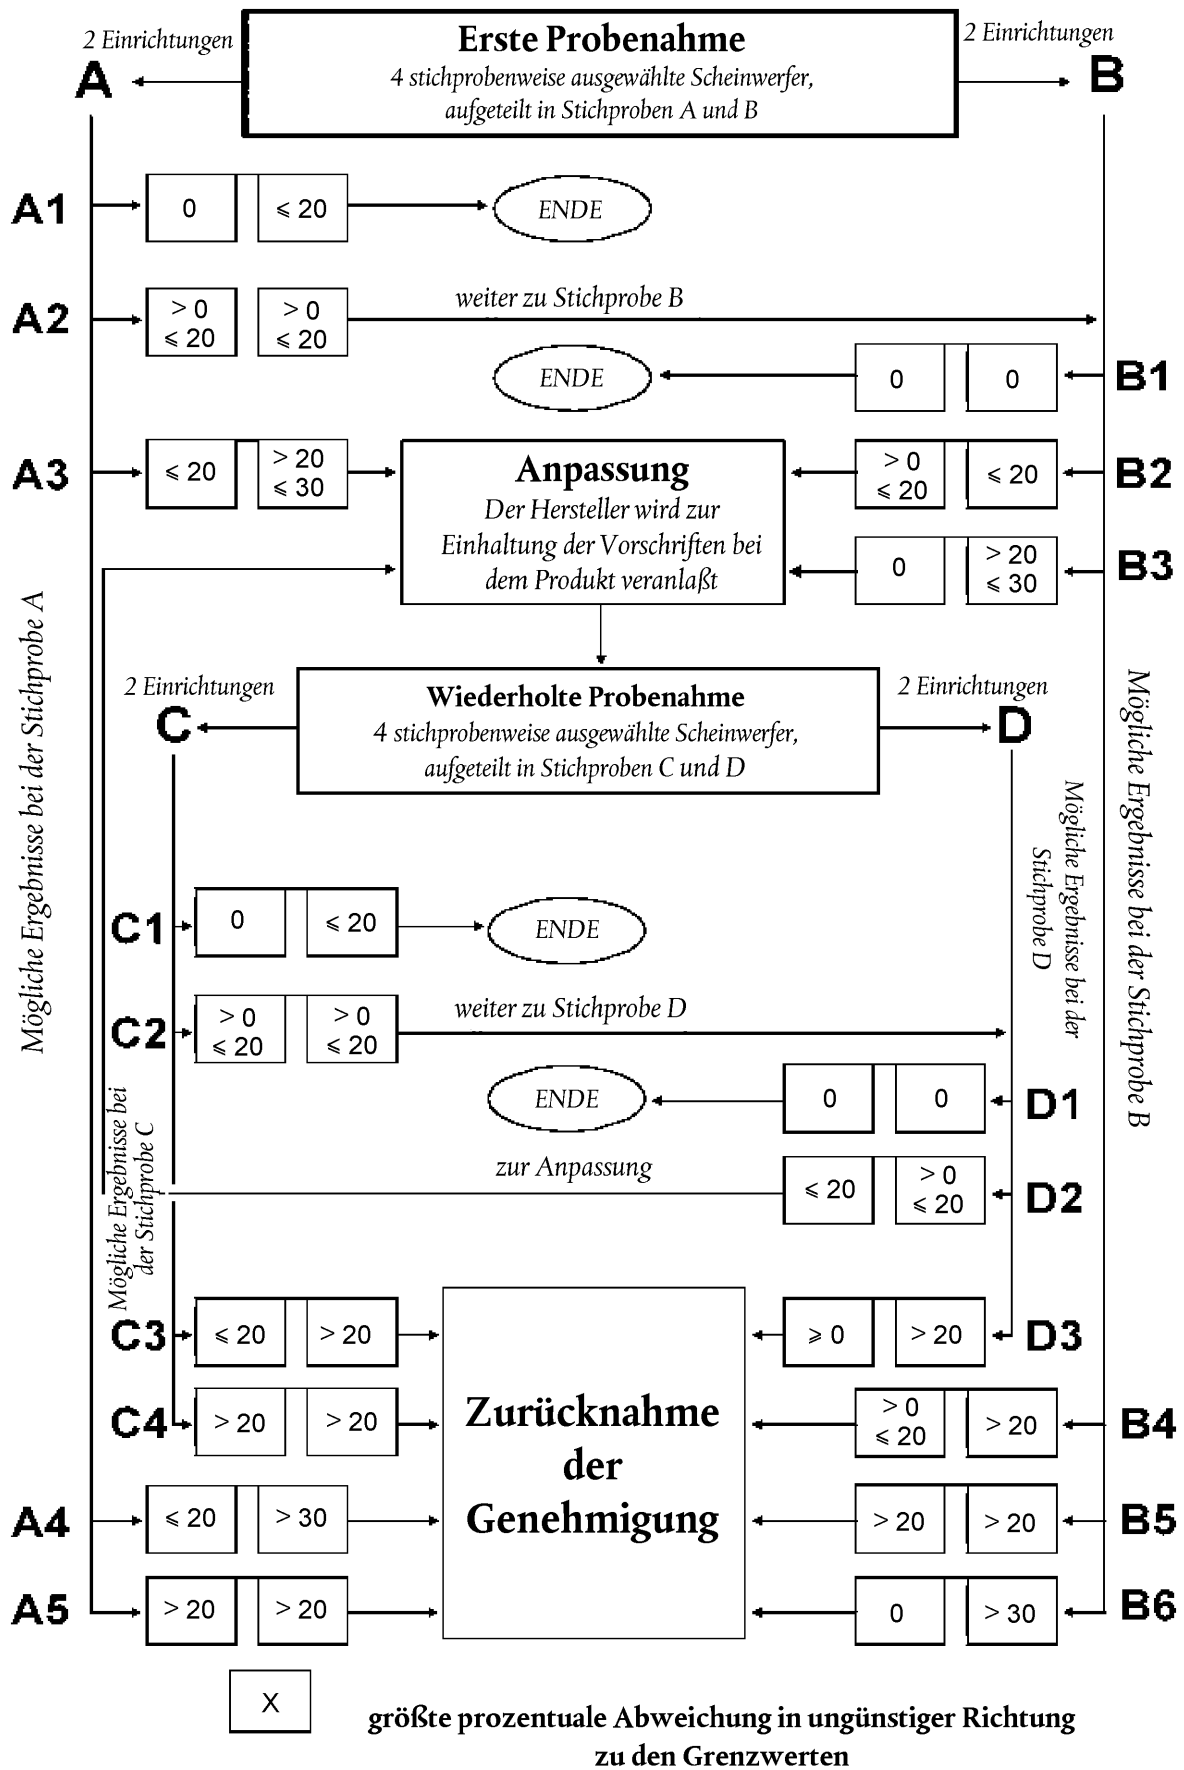 2 Einrichtungen
Erste Probenahme
2 Einrichtungen
A
4 stichprobenweise ausgewählte Scheinwerfer,
aufgeteilt in Stichproben A und B
B
A1
0
⩽ 20
ENDE
A2
> 0
⩽ 20
> 0
⩽ 20
weiter zu Stichprobe B
ENDE
0
0
B1
A3
⩽ 20
> 20
⩽ 30
Anpassung
Der Hersteller wird zur
Einhaltung der Vorschriften bei
dem Produkt veranlaßt
> 0
⩽ 20
⩽ 20
B2
0
> 20
⩽ 30
B3
Mögliche Ergebnisse bei der Stichprobe A
2 Einrichtungen
C
Wiederholte Probenahme
4 stichprobenweise ausgewählte Scheinwerfer,
aufgeteilt in Stichproben C und D
2 Einrichtungen
D
Mögliche Ergebnisse bei der
Stichprobe D
Mögliche Ergebnisse bei der Stichprobe B
C1
0
⩽ 20
ENDE
C2
> 0
⩽ 20
> 0
⩽ 20
weiter zu Stichprobe D
ENDE
0
0
D1
Mögliche Ergebnisse bei
der Stichprobe C
zur Anpassung
⩽ 20
> 0
⩽ 20
D2
C3
⩽ 20
> 20
⩾ 0
> 20
D3
C4
> 20
> 20
Zurücknahme
der
Genehmigung
> 0
⩽ 20
> 20
B4
A4
⩽ 20
> 30
> 20
> 20
B5
A5
> 20
> 20
0
> 30
B6
X
größte prozentuale Abweichung in ungünstiger Richtung
zu den Grenzwerten